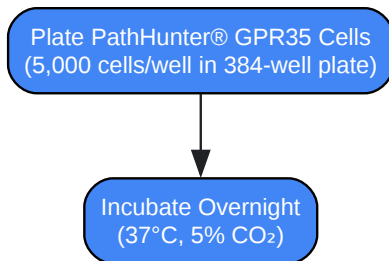 Plate PathHunter® GPR35 Cells
(5,000 cells/well in 384-well plate)
Incubate Overnight
(37°C, 5% CO₂)